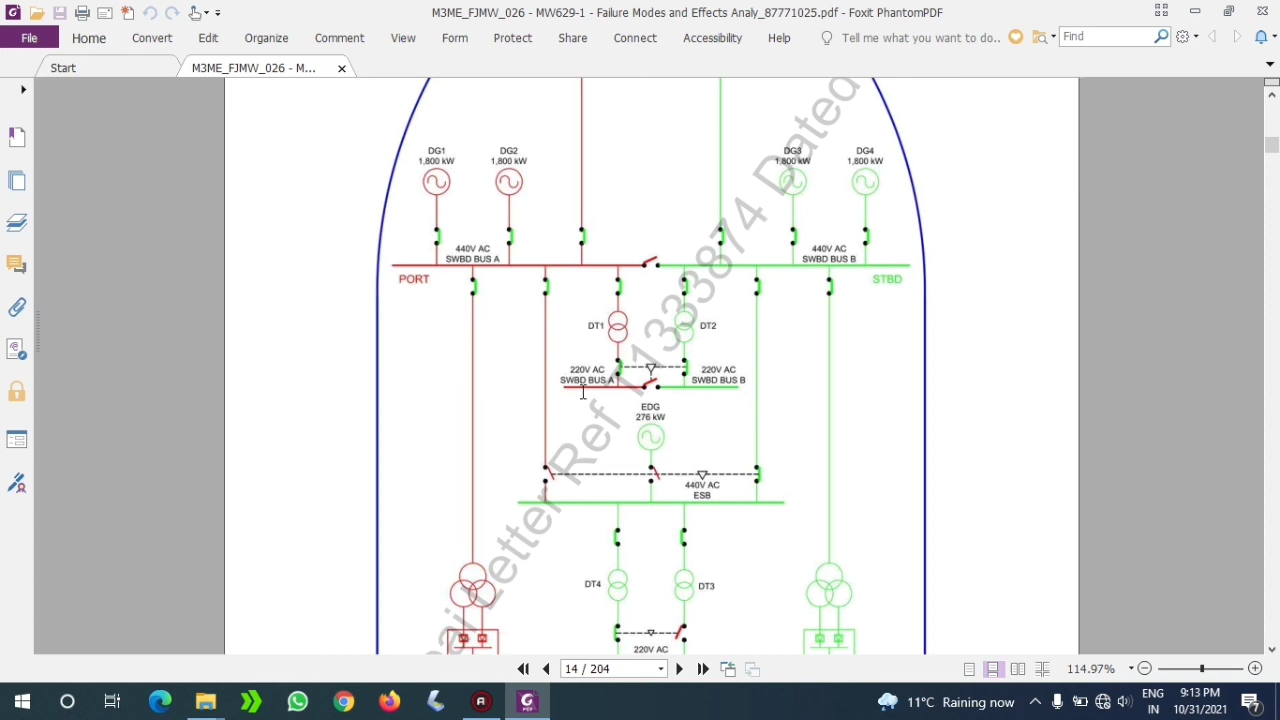 M3ME_FJMW_026 - MW629-1 - Failure Modes and Effects Analy_87771025.pdf - Foxit PhantomPDF
File Home Convert Edit Organize Comment View Form Protect Share Connect Accessibility Help Tell me what you want to do.. Find
Start M3ME_FJMW_026 - M...
DG1
1,800 kW
DG2
1,800 kW
DG3
1,800 kW
DG4
1,800 kW
440V AC
SWBD BUS A
440V AC
SWBD BUS B
PORT
STBD
DT1
DT2
220V AC
SWBD BUS A
220V AC
SWBD BUS B
EDG
276 kW
440V AC
ESB
DT4
DT3
220V AC
Letter Ref T1333874 Dated
14 / 204
114.97%
11°C Raining now
ENG
IN
9:13 PM
10/31/2021
7